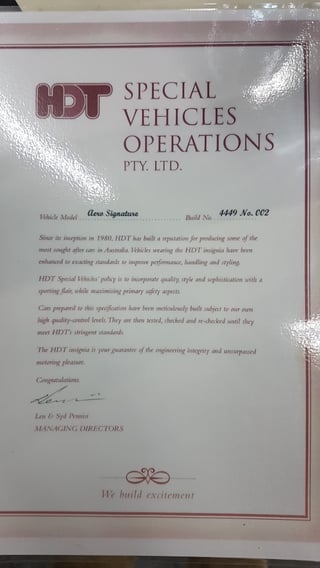 HDT SPECIAL
VEHICLES
OPERATIONS
PTY. LTD.
Vehicle Model Aero Signature Build No 4449 No. 002
Since its inception in 1980, HDT has built a reputation for producing some of the
most sought after cars in Australia. Vehicles wearing the HDT insignia have been
enhanced to exacting standards to improve performance, handling and styling.
HDT Special Vehicles' policy is to incorporate quality, style and sophistication with a
sporting flair, while maximising primary safety aspects.
Cars prepared to this specification have been meticulously built subject to our own
high quality-control levels. They are then tested, checked and re-checked until they
meet HDT's stringent standards.
The HDT insignia is your guarantee of the engineering integrity and unsurpassed
motoring pleasure.
Congratulations.
Len & Syd Pennisi
MANAGING DIRECTORS
We build excitement